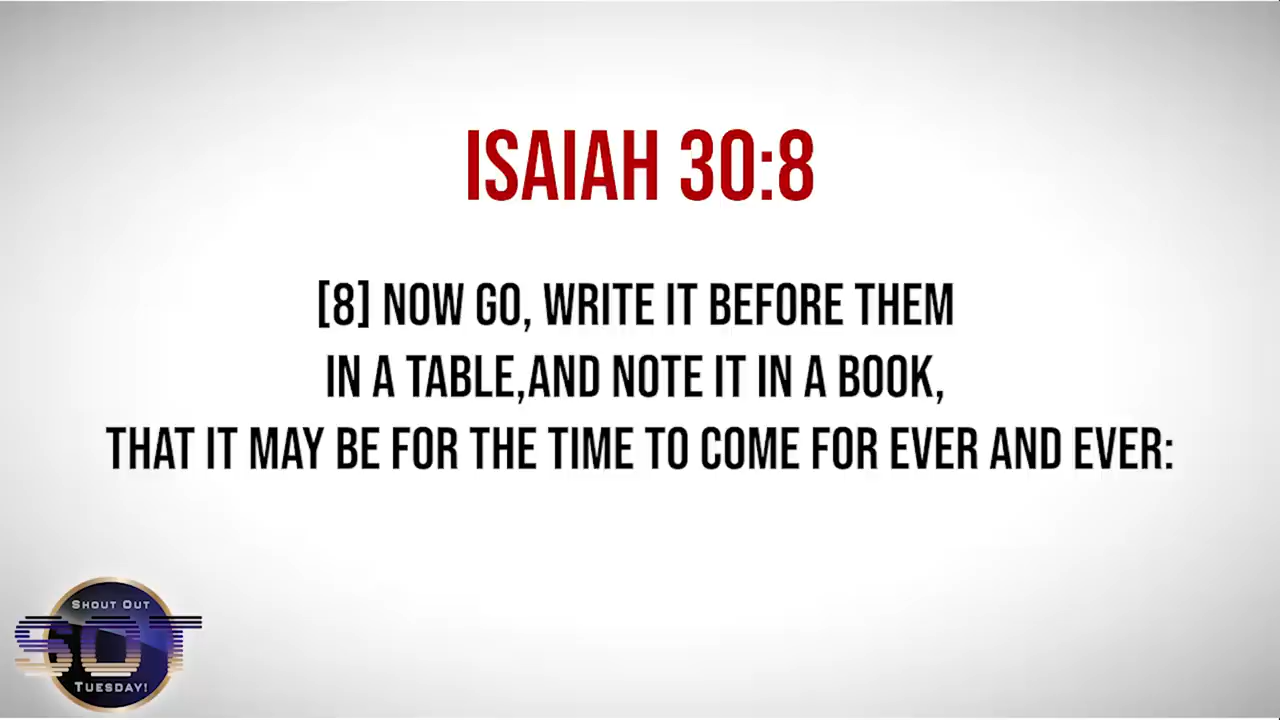 ISAIAH 30:8
[8] NOW GO, WRITE IT BEFORE THEM
IN A TABLE,AND NOTE IT IN A BOOK,
THAT IT MAY BE FOR THE TIME TO COME FOR EVER AND EVER:
SHOUT OUT
SOT
TUESDAY!